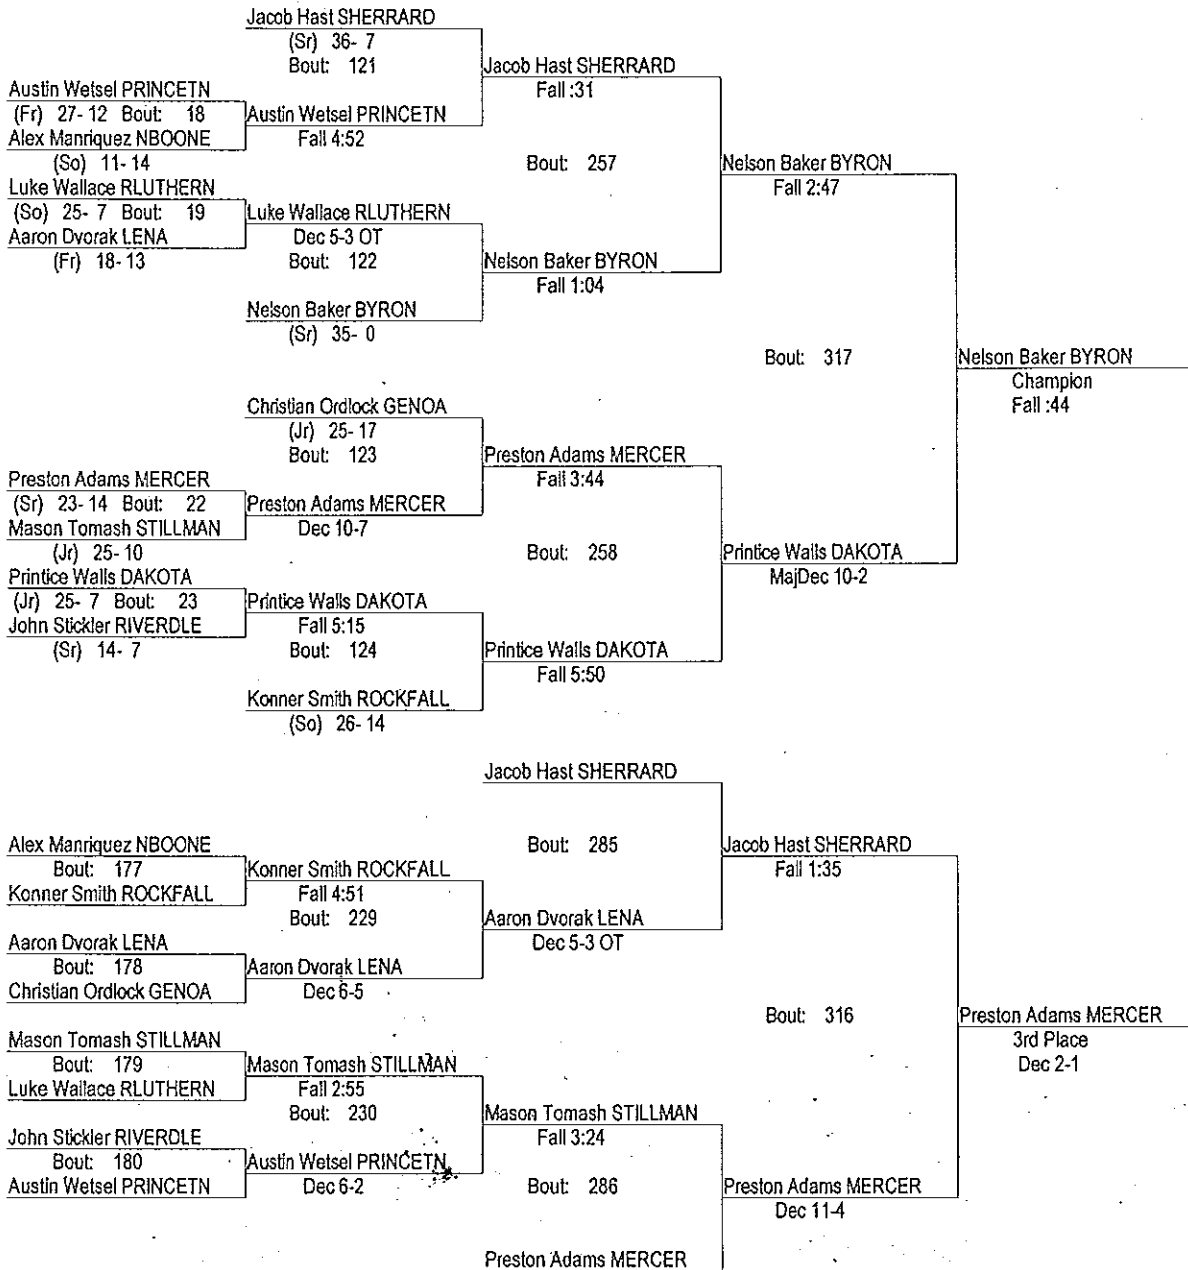 Jacob Hast SHERRARD
(Sr) 36- 7
Bout: 121
Jacob Hast SHERRARD
Fall :31
Austin Wetsel PRINCETN
(Fr) 27- 12 Bout: 18
Austin Wetsel PRINCETN
Fall 4:52
Alex Manriquez NBOONE
(So) 11- 14
Bout: 257
Nelson Baker BYRON
Fall 2:47
Luke Wallace RLUTHERN
(So) 25- 7 Bout: 19
Luke Wallace RLUTHERN
Dec 5-3 OT
Bout: 122
Aaron Dvorak LENA
(Fr) 18- 13
Nelson Baker BYRON
Fall 1:04
Nelson Baker BYRON
(Sr) 35- 0
Bout: 317
Nelson Baker BYRON
Champion
Fall :44
Christian Ordlock GENOA
(Jr) 25- 17
Bout: 123
Preston Adams MERCER
Fall 3:44
Preston Adams MERCER
(Sr) 23- 14 Bout: 22
Preston Adams MERCER
Dec 10-7
Mason Tomash STILLMAN
(Jr) 25- 10
Bout: 258
Printice Walls DAKOTA
MajDec 10-2
Printice Walls DAKOTA
(Jr) 25- 7 Bout: 23
Printice Walls DAKOTA
Fall 5:15
Bout: 124
John Stickler RIVERDLE
(Sr) 14- 7
Printice Walls DAKOTA
Fall 5:50
Konner Smith ROCKFALL
(So) 26- 14
Jacob Hast SHERRARD
Bout: 285
Jacob Hast SHERRARD
Fall 1:35
Alex Manriquez NBOONE
Bout: 177
Konner Smith ROCKFALL
Konner Smith ROCKFALL
Fall 4:51
Bout: 229
Aaron Dvorak LENA
Dec 5-3 OT
Aaron Dvorak LENA
Bout: 178
Christian Ordlock GENOA
Aaron Dvorak LENA
Dec 6-5
Bout: 316
Preston Adams MERCER
3rd Place
Dec 2-1
Mason Tomash STILLMAN
Bout: 179
Luke Wallace RLUTHERN
Mason Tomash STILLMAN
Fall 2:55
Bout: 230
Mason Tomash STILLMAN
Fall 3:24
John Stickler RIVERDLE
Bout: 180
Austin Wetsel PRINCETN
Austin Wetsel PRINCETN
Dec 6-2
Bout: 286
Preston Adams MERCER
Dec 11-4
Preston Adams MERCER